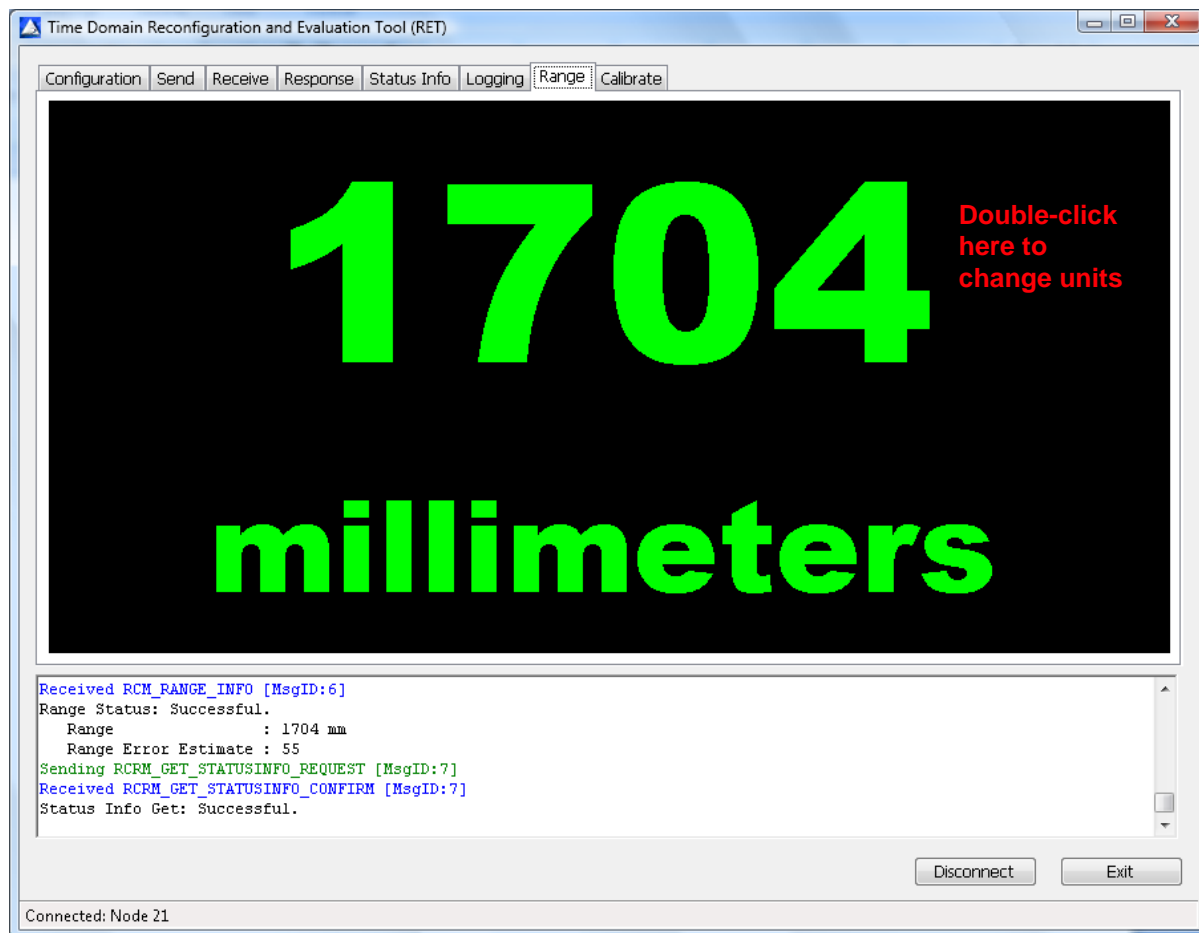 Time Domain Reconfiguration and Evaluation Tool (RET)
Configuration Send Receive Response Status Info Logging Range Calibrate
1704
Double-click
here to
change units
millimeters
Received RCM_RANGE_INFO [MsgID:6]
Range Status: Successful.
Range : 1704 mm
Range Error Estimate : 55
Sending RCRM_GET_STATUSINFO_REQUEST [MsgID:7]
Received RCRM_GET_STATUSINFO_CONFIRM [MsgID:7]
Status Info Get: Successful.
Disconnect Exit
Connected: Node 21